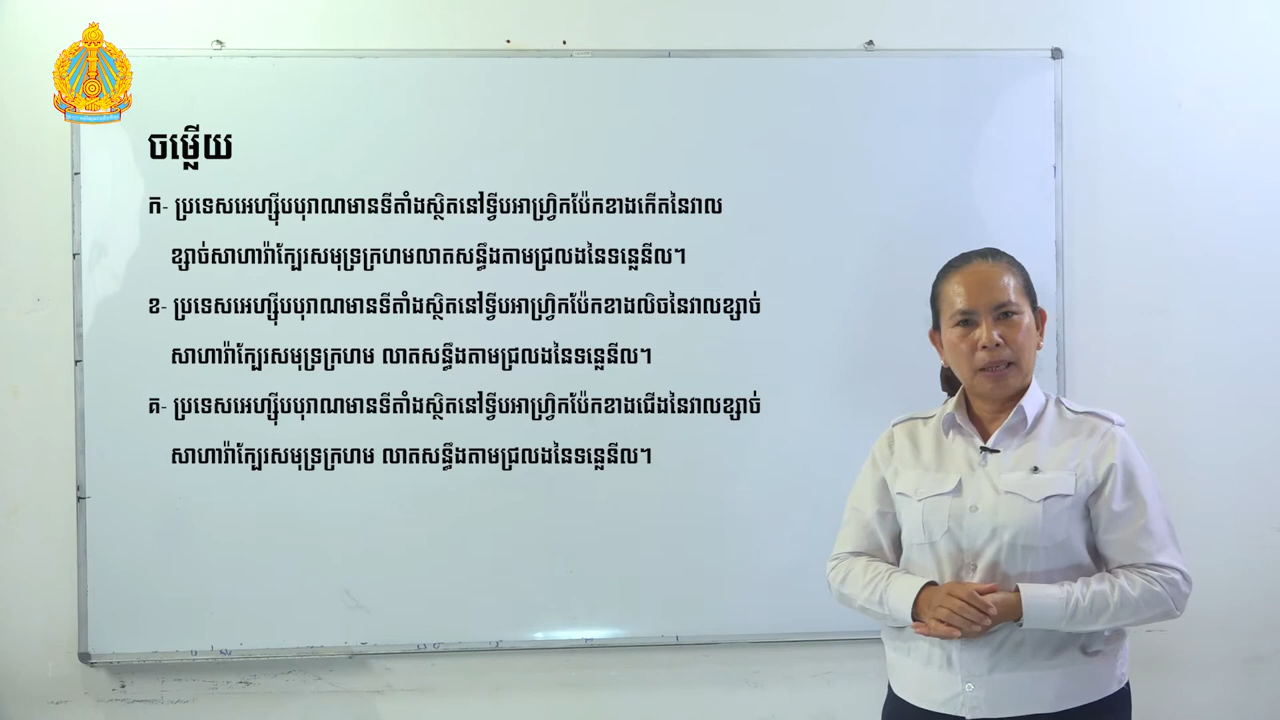 ចម្លើយ
ក- ប្រទេសអេហ្ស៊ីបបុរាណមានទីតាំងស្ថិតនៅទ្វីបអាហ្វ្រិកប៉ែកខាងកើតនៃវាល
ខ្សាច់សាហារ៉ាក្បែរសមុទ្រក្រហមលាតសន្ធឹងតាមជ្រលងនៃទន្លេនីល។
ខ- ប្រទេសអេហ្ស៊ីបបុរាណមានទីតាំងស្ថិតនៅទ្វីបអាហ្វ្រិកប៉ែកខាងលិចនៃវាលខ្សាច់
សាហារ៉ាក្បែរសមុទ្រក្រហម លាតសន្ធឹងតាមជ្រលងនៃទន្លេនីល។
គ- ប្រទេសអេហ្ស៊ីបបុរាណមានទីតាំងស្ថិតនៅទ្វីបអាហ្វ្រិកប៉ែកខាងជើងនៃវាលខ្សាច់
សាហារ៉ាក្បែរសមុទ្រក្រហម លាតសន្ធឹងតាមជ្រលងនៃទន្លេនីល។